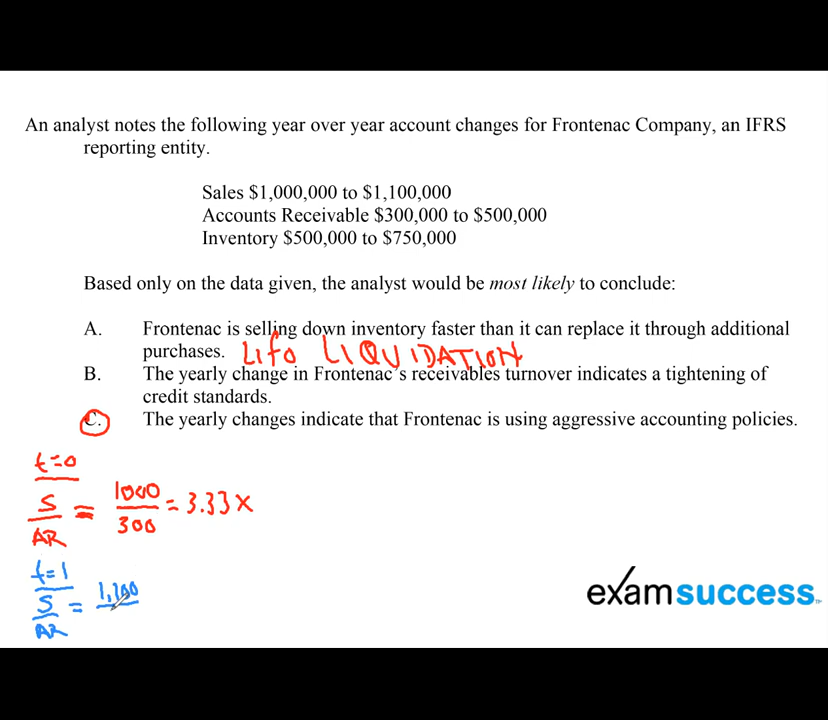 An analyst notes the following year over year account changes for Frontenac Company, an IFRS
reporting entity.
Sales $1,000,000 to $1,100,000
Accounts Receivable $300,000 to $500,000
Inventory $500,000 to $750,000
Based only on the data given, the analyst would be most likely to conclude:
A. Frontenac is selling down inventory faster than it can replace it through additional
purchases. LIFO LIQUIDATION
B. The yearly change in Frontenac's receivables turnover indicates a tightening of
credit standards.
C. The yearly changes indicate that Frontenac is using aggressive accounting policies.
t=0
S/AR = 1000/300 = 3.33 X
t=1
S/AR = 1,100
examsuccess